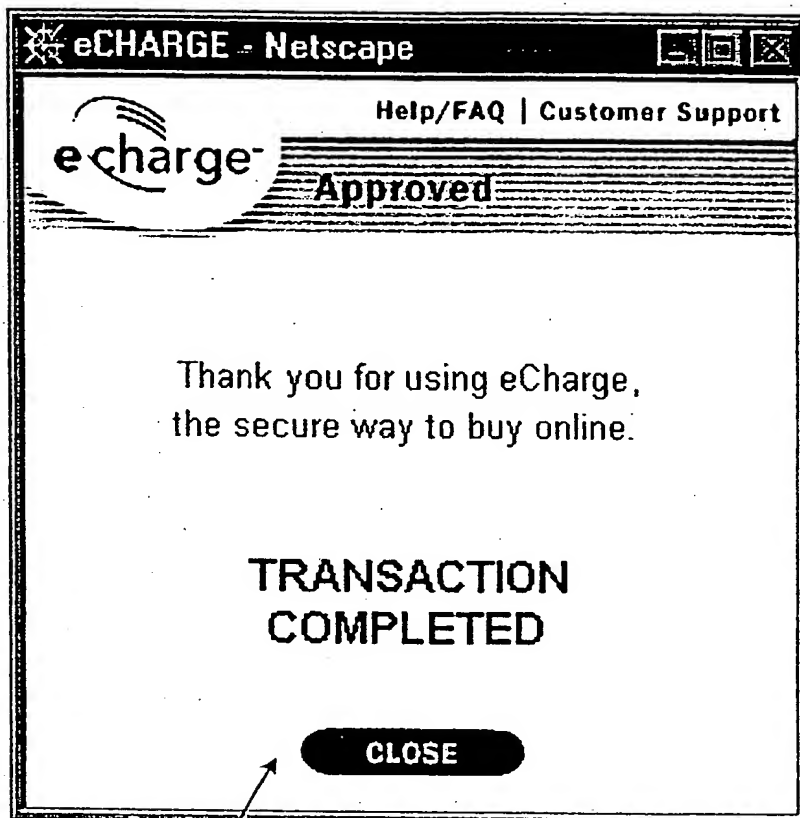 eCHARGE - Netscape
Help/FAQ | Customer Support
echarge
Approved
Thank you for using eCharge,
the secure way to buy online.
TRANSACTION
COMPLETED
CLOSE